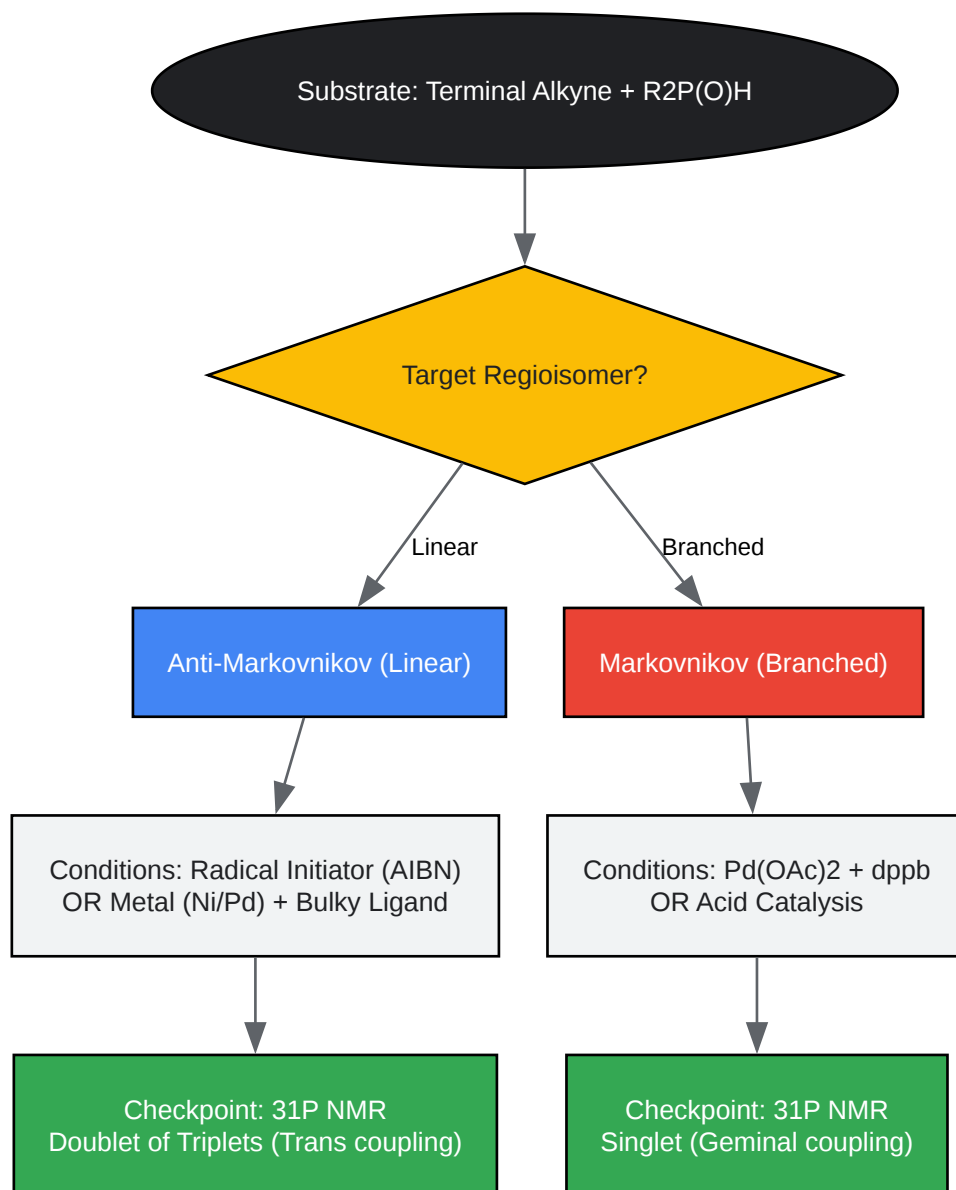 Substrate: Terminal Alkyne + R2P(O)H
Target Regioisomer?
Linear
Branched
Anti-Markovnikov (Linear)
Markovnikov (Branched)
Conditions: Radical Initiator (AIBN)
OR Metal (Ni/Pd) + Bulky Ligand
Conditions: Pd(OAc)2 + dppb
OR Acid Catalysis
Checkpoint: 31P NMR
Doublet of Triplets (Trans coupling)
Checkpoint: 31P NMR
Singlet (Geminal coupling)